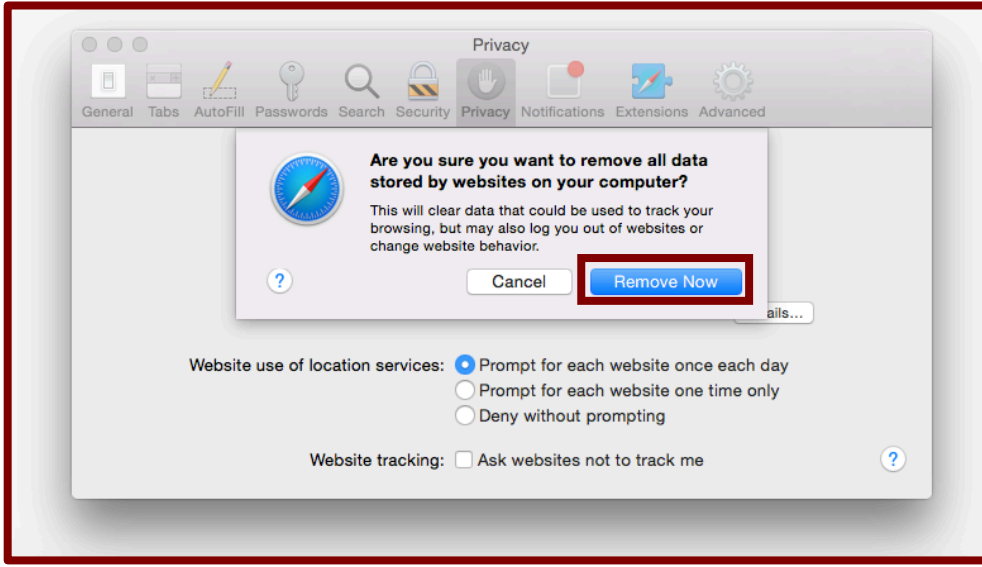 Privacy
General Tabs AutoFill Passwords Search Security Privacy Notifications Extensions Advanced
Are you sure you want to remove all data
stored by websites on your computer?
This will clear data that could be used to track your
browsing, but may also log you out of websites or
change website behavior.
? Cancel Remove Now
ails...
Website use of location services: Prompt for each website once each day
Prompt for each website one time only
Deny without prompting
Website tracking: Ask websites not to track me ?